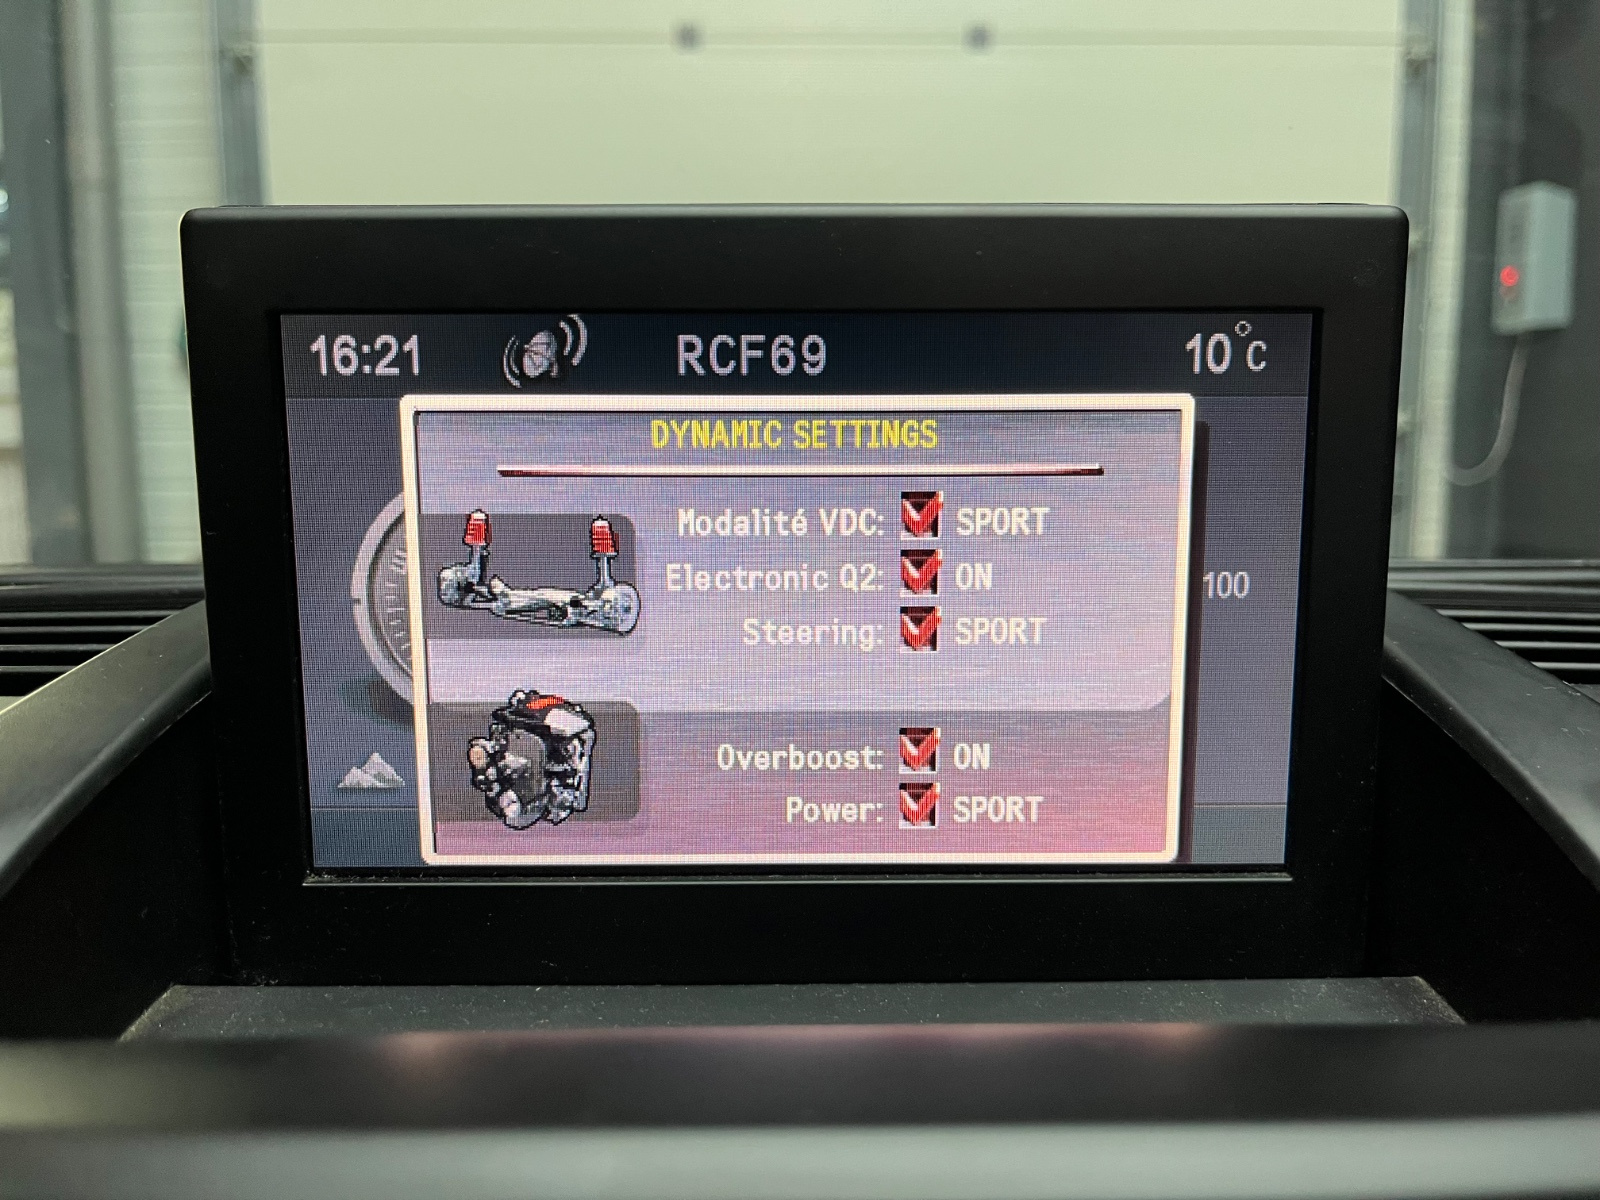 16:21 RCF69 10°C
DYNAMIC SETTINGS
Modalité VDC: SPORT
Electronic Q2: ON
Steering: SPORT
100
Overboost: ON
Power: SPORT